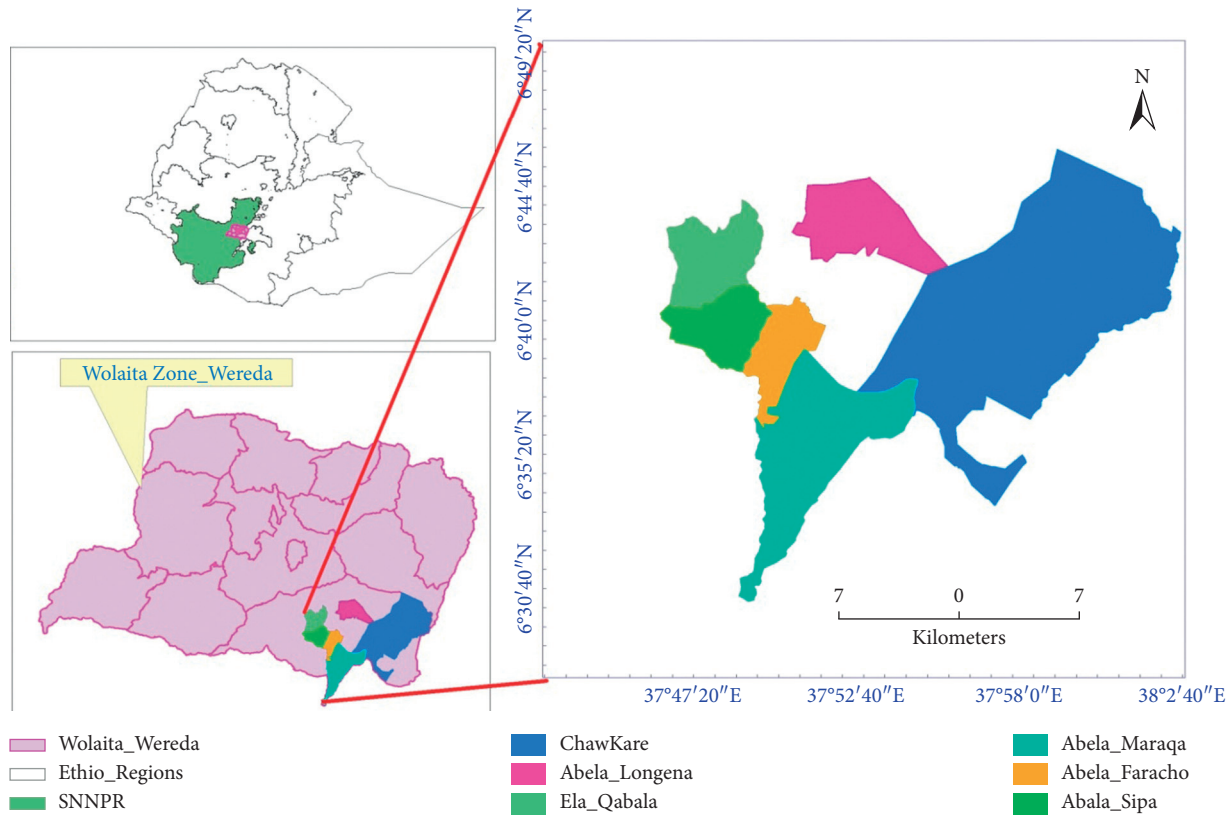 Wolaita Zone_Wereda
6°49′20″N
6°44′40″N
6°40′0″N
6°35′20″N
6°30′40″N
N
7 0 7
Kilometers
37°47′20″E 37°52′40″E 37°58′0″E 38°2′40″E
Wolaita_Wereda
Ethio_Regions
SNNPR
ChawKare
Abela_Longena
Ela_Qabala
Abela_Maraqa
Abela_Faracho
Abala_Sipa